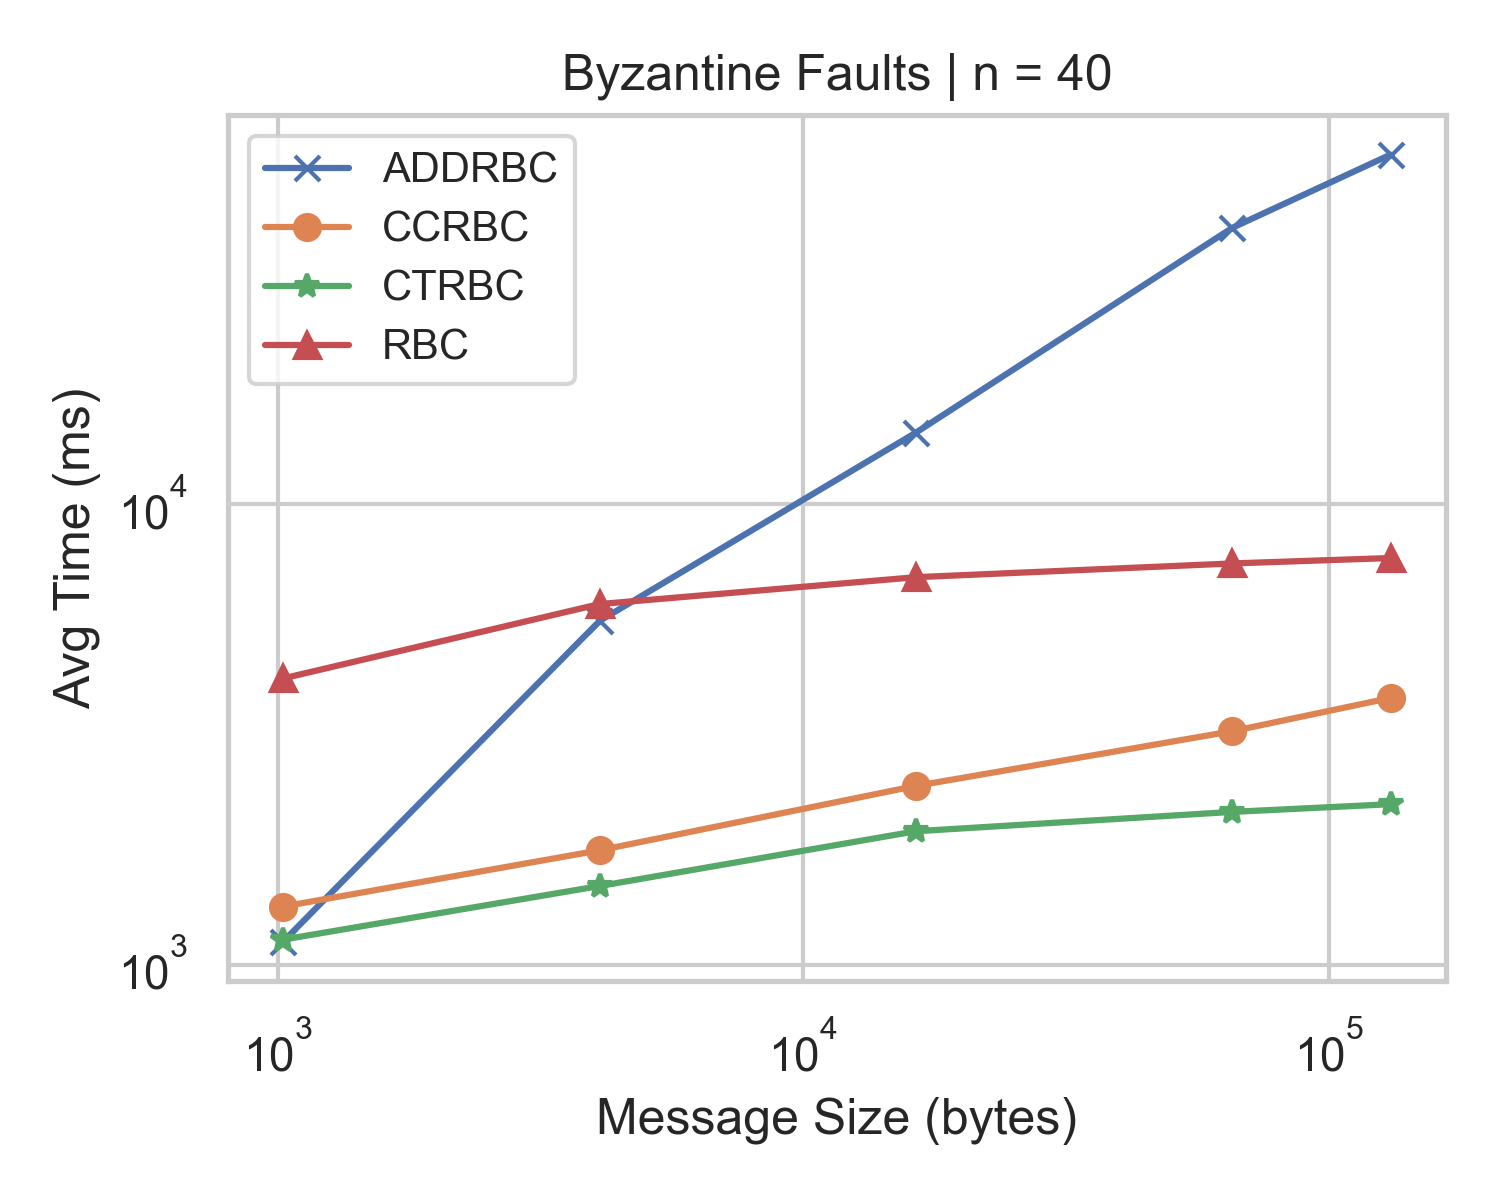 Byzantine Faults | n = 40
ADDRBC
CCRBC
CTRBC
RBC
Avg Time (ms)
10^4
10^3
10^3
10^4
10^5
Message Size (bytes)